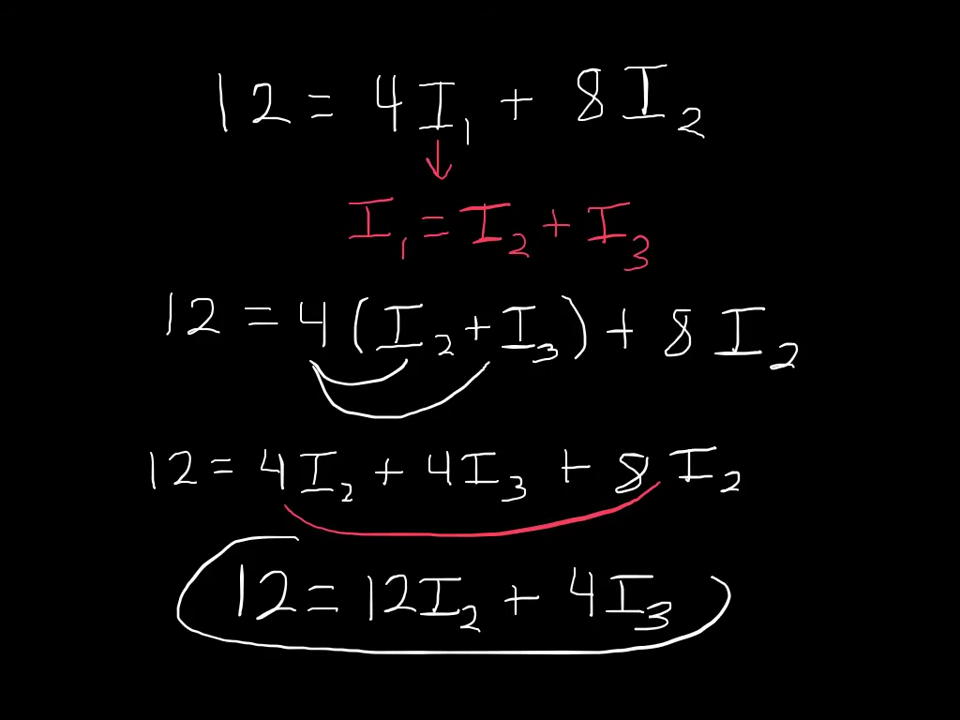 12 = 4I₁ + 8I₂
I₁ = I₂ + I₃
12 = 4(I₂ + I₃) + 8I₂
12 = 4I₂ + 4I₃ + 8I₂
12 = 12I₂ + 4I₃